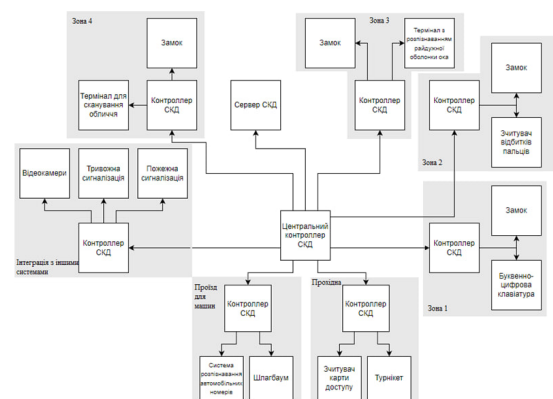 Зона 4
Замок
Термінал для
сканування
обличчя
Контроллер
СКД
Сервер СКД
Зона 3
Замок
Термінал з
розпізнаванням
райдужної
оболонки ока
Контроллер
СКД
Замок
Контроллер
СКД
Зчитувач
відбитків
пальців
Зона 2
Відеокамери
Тривожна
сигналізація
Пожежна
сигналізація
Контроллер
СКД
Інтеграція з іншими
системами
Центральний
контроллер
СКД
Замок
Контроллер
СКД
Буквенно-
цифрова
клавіатура
Зона 1
Проїзд
для
машин
Контроллер
СКД
Система
розпізнавання
автомобільних
номерів
Шлагбаум
Прохідна
Контроллер
СКД
Зчитувач
карти
доступу
Турнікет